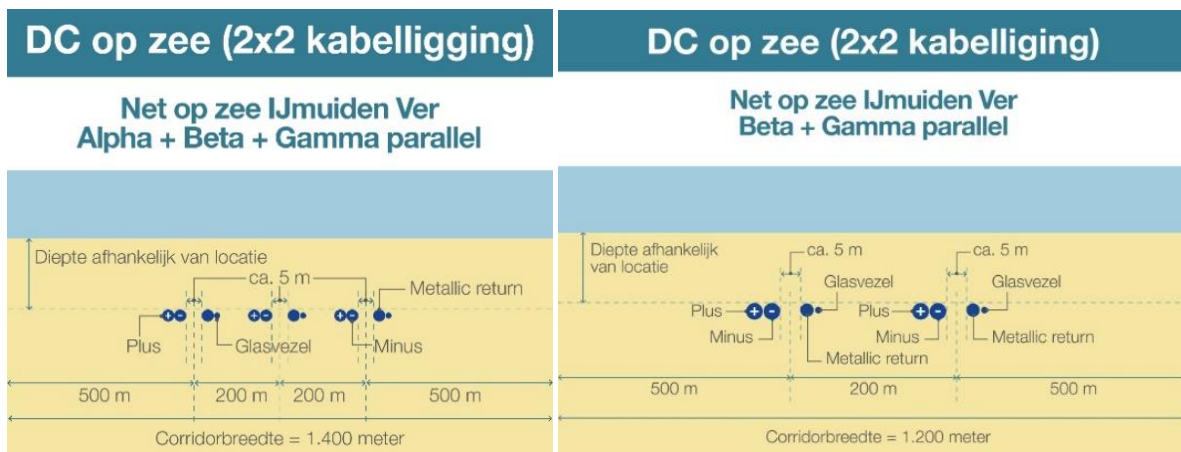 DC op zee (2x2 kabelligging)
Net op zee IJmuiden Ver
Alpha + Beta + Gamma parallel
Diepte afhankelijk van locatie
ca. 5 m
Metallic return
+ - + - + -
Plus
Glasvezel
Minus
500 m
200 m
200 m
500 m
Corridorbreedte = 1.400 meter
DC op zee (2x2 kabelliging)
Net op zee IJmuiden Ver
Beta + Gamma parallel
Diepte afhankelijk
van locatie
ca. 5 m
ca. 5 m
Glasvezel
Glasvezel
Plus
+ -
Plus
+ -
Minus
Minus
Metallic return
Metallic return
500 m
200 m
500 m
Corridorbreedte = 1.200 meter